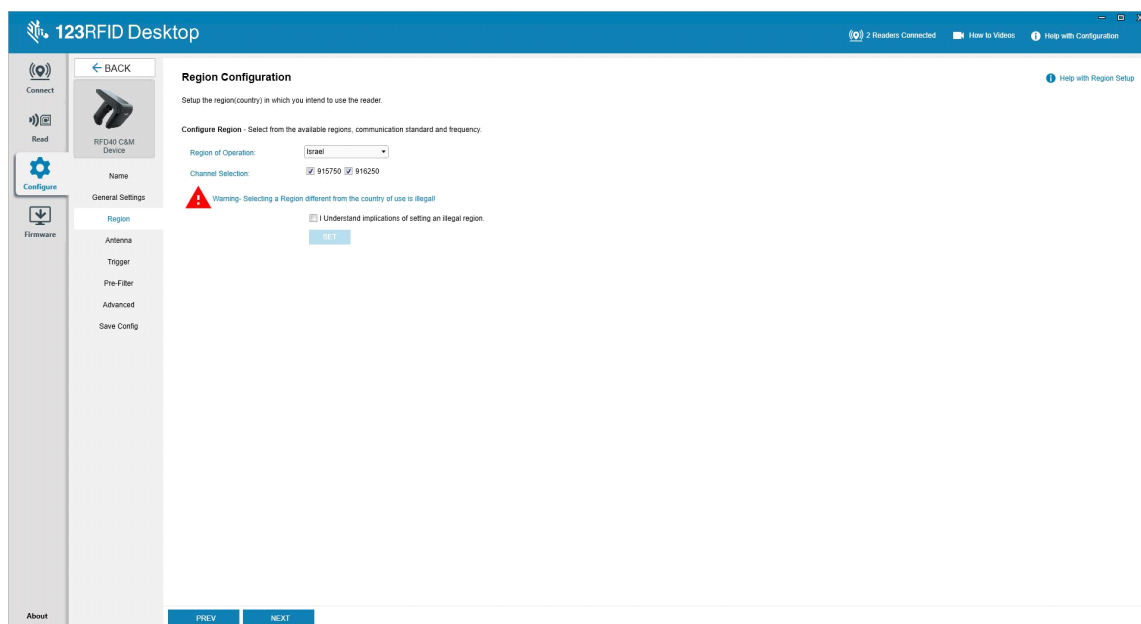 123RFID Desktop
2 Readers Connected
How to Videos
Help with Configuration
Connect
Read
Configure
Firmware
About
BACK
RFD40 C&M
Device
Name
General Settings
Region
Antenna
Trigger
Pre-Filter
Advanced
Save Config
Region Configuration
Help with Region Setup
Setup the region(country) in which you intend to use the reader.
Configure Region - Select from the available regions, communication standard and frequency.
Region of Operation: Israel
Channel Selection: 915750 916250
Warning- Selecting a Region different from the country of use is illegal!
I Understand implications of setting an illegal region.
SET
PREV NEXT